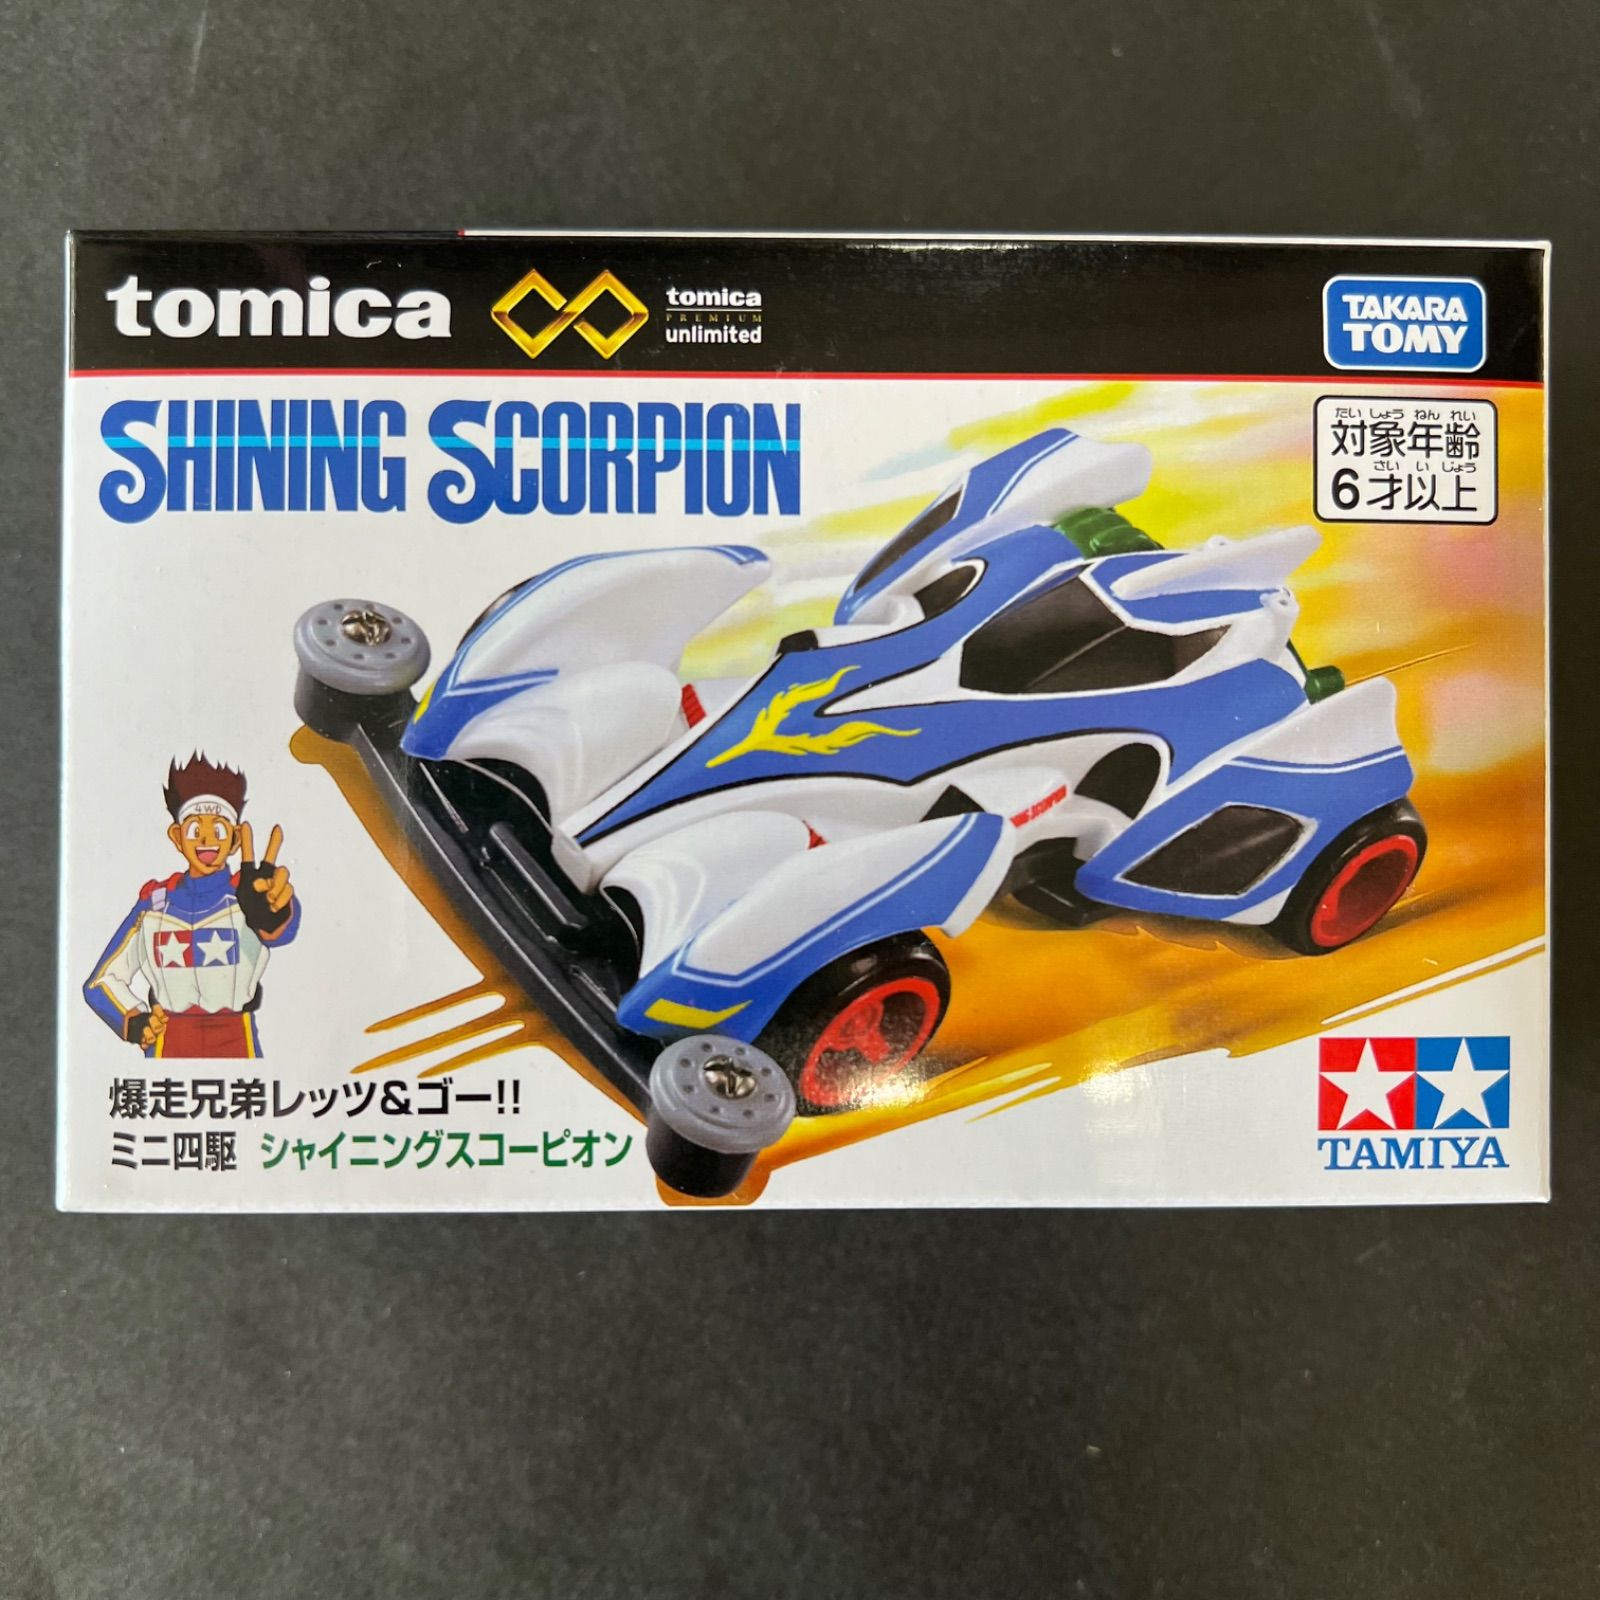 tomica
tomica
PREMIUM
unlimited
TAKARA
TOMY
SHINING SCORPION
たいしょうねんれい
対象年齢
さいいじょう
6才以上
4WD
SCORPION
爆走兄弟レッツ&ゴー!!
ミニ四駆 シャイニングスコーピオン
TAMIYA